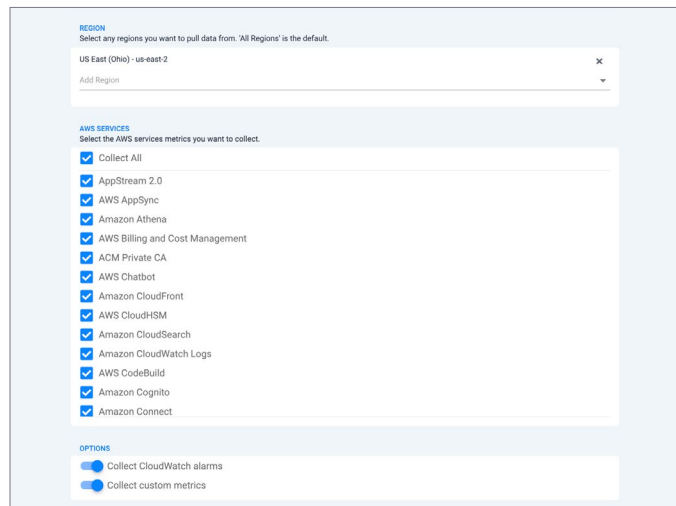 REGION
Select any regions you want to pull data from. 'All Regions' is the default.
US East (Ohio) - us-east-2
Add Region
AWS SERVICES
Select the AWS services metrics you want to collect.
Collect All
AppStream 2.0
AWS AppSync
Amazon Athena
AWS Billing and Cost Management
ACM Private CA
AWS Chatbot
Amazon CloudFront
AWS CloudHSM
Amazon CloudSearch
Amazon CloudWatch Logs
AWS CodeBuild
Amazon Cognito
Amazon Connect
OPTIONS
Collect CloudWatch alarms
Collect custom metrics